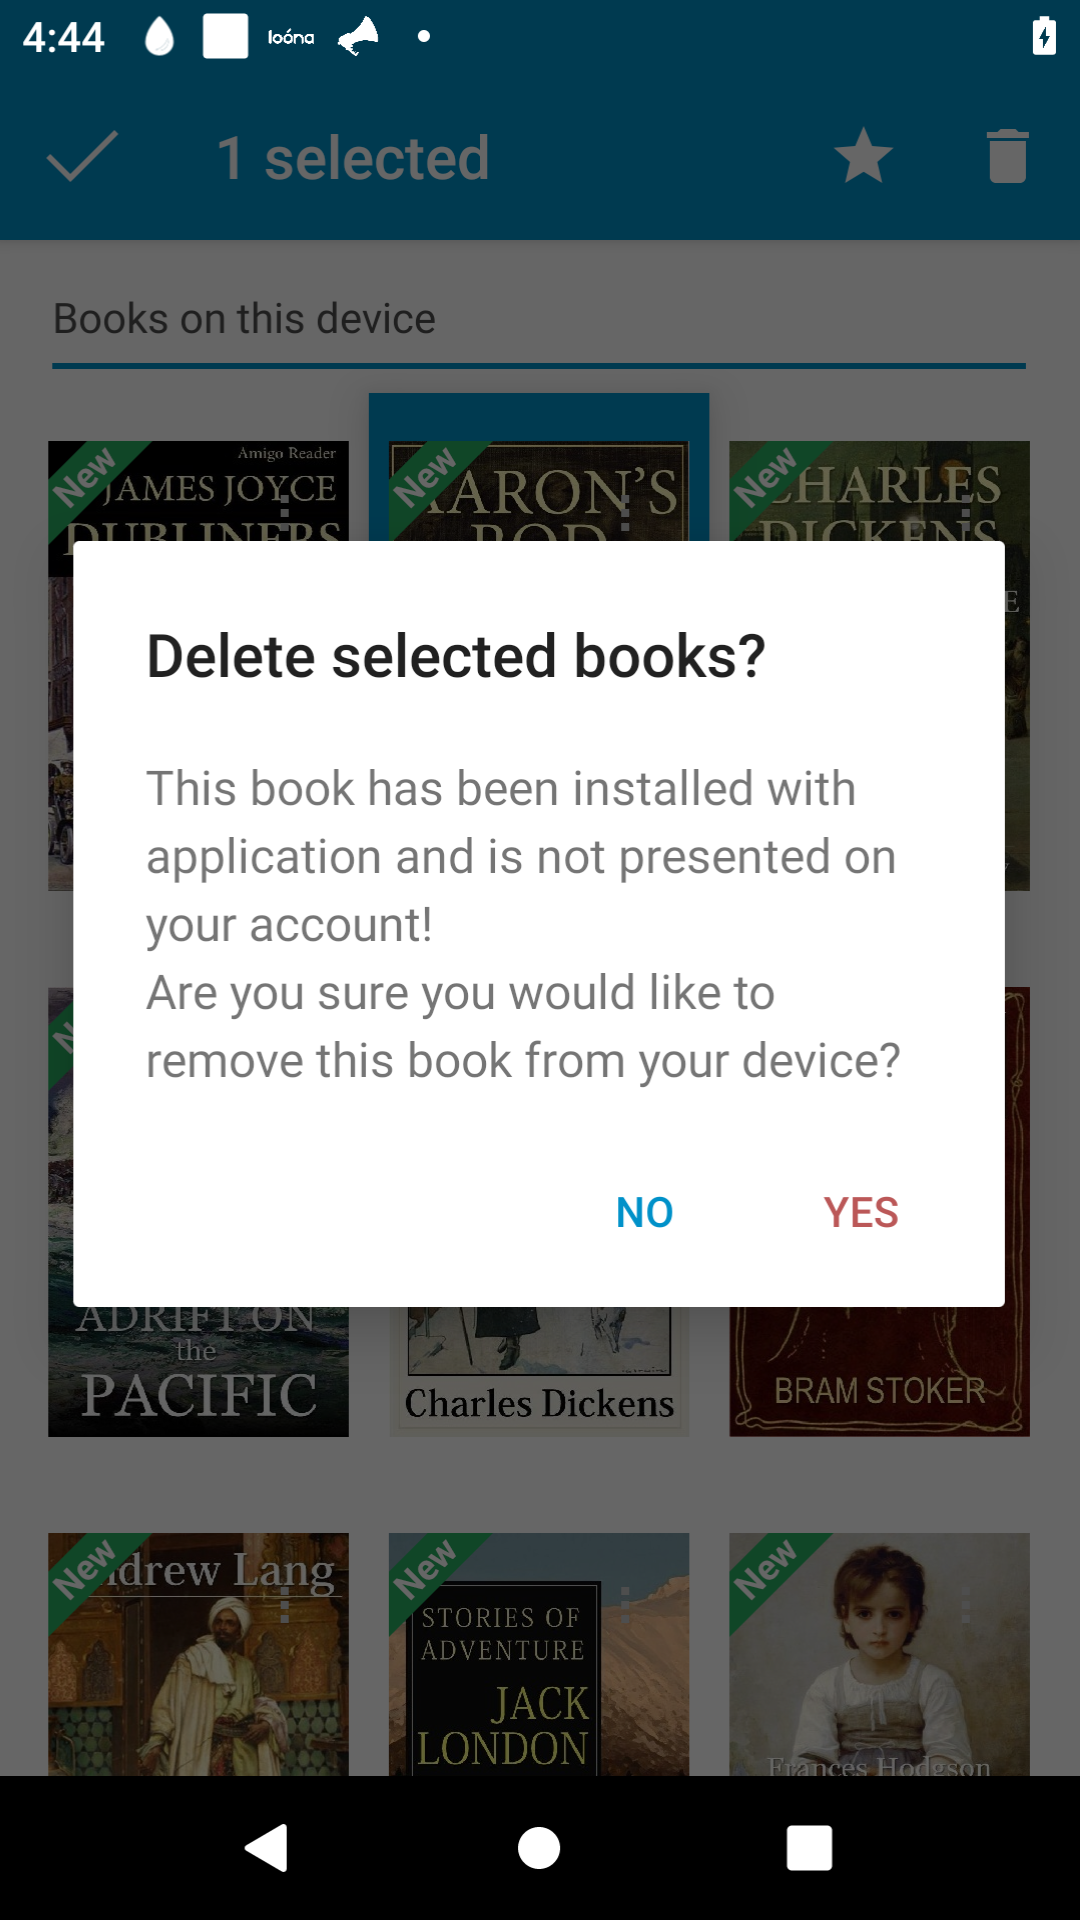 4:44
loóna
1 selected
Books on this device
New
Amigo Reader
JAMES JOYCE
DUBLINERS
New
AARON'S
ROD
New
CHARLES
DICKENS
Delete selected books?
This book has been installed with
application and is not presented on
your account!
Are you sure you would like to
remove this book from your device?
NO
YES
ADRIFT ON
the
PACIFIC
Charles Dickens
BRAM STOKER
New
Andrew Lang
New
STORIES OF
ADVENTURE
JACK
LONDON
New
Frances Hodgson